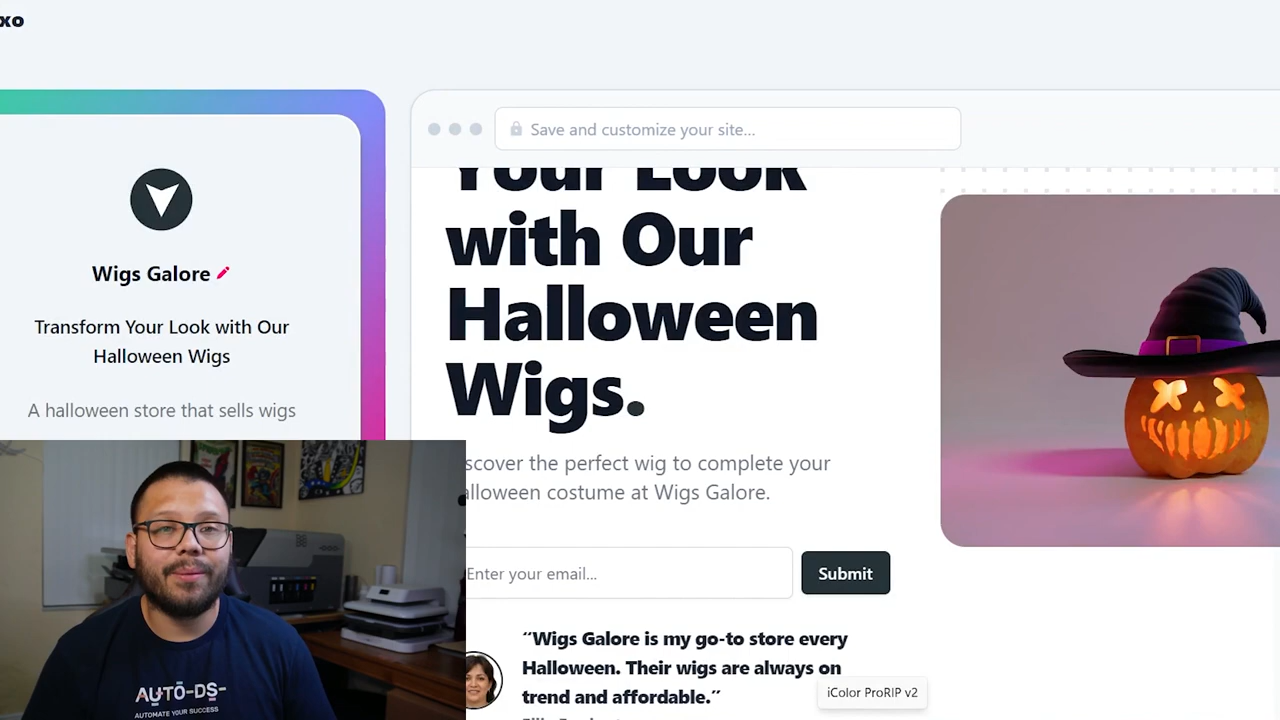 xo
Save and customize your site...
Wigs Galore
Transform Your Look with Our
Halloween Wigs
A halloween store that sells wigs
Your Look
with Our
Halloween
Wigs.
scover the perfect wig to complete your
alloween costume at Wigs Galore.
Enter your email...
Submit
“Wigs Galore is my go-to store every
Halloween. Their wigs are always on
trend and affordable.”
iColor ProRIP v2
AUTO-DS-
AUTOMATE YOUR SUCCESS